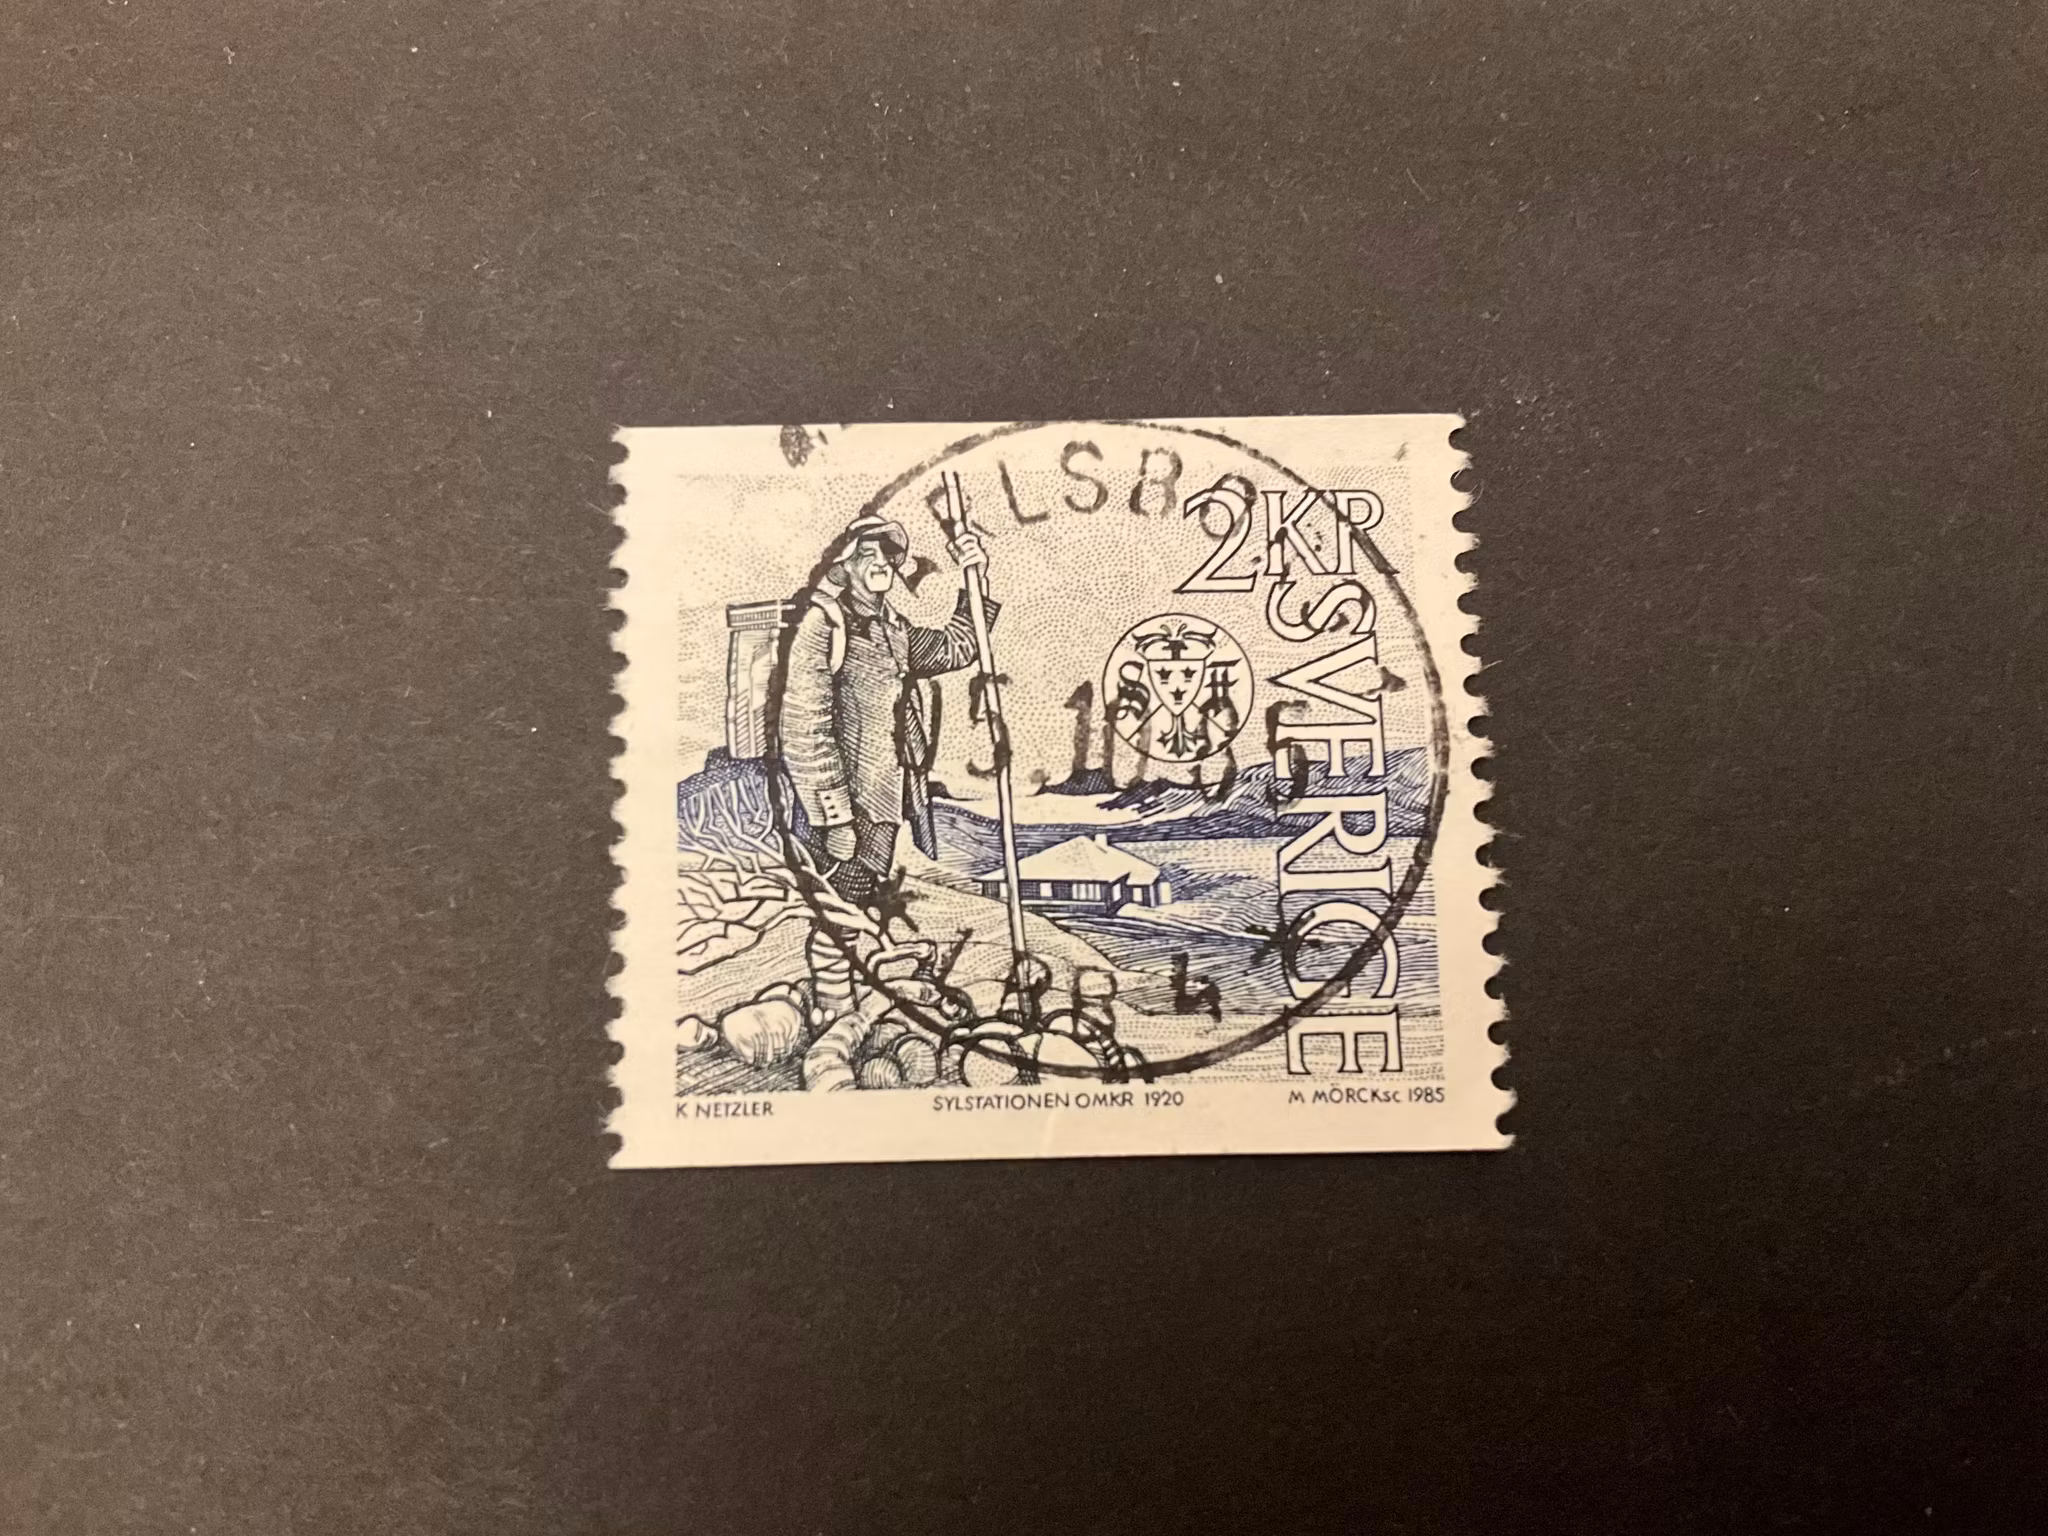 2KR
SVERIGE
K NETZLER
SYLSTATIONEN OMKR 1920
M MÖRCKSC 1985